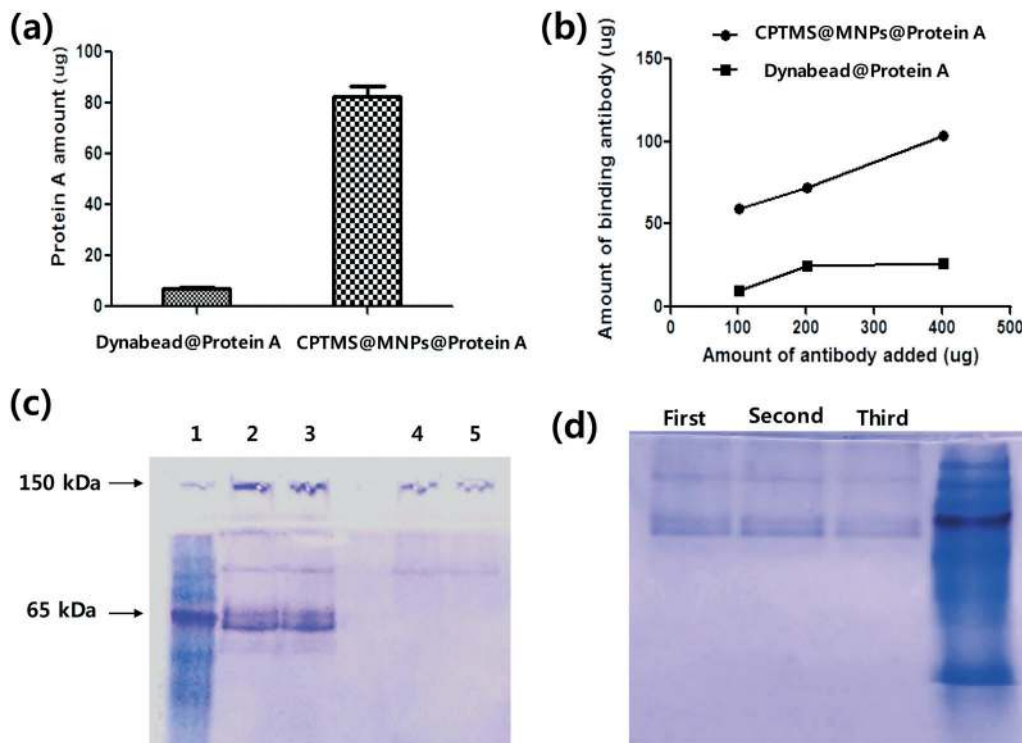 (a)
Protein A amount (ug)
100
80
60
40
20
0
Dynabead@Protein A
CPTMS@MNPs@Protein A
(b)
CPTMS@MNPs@Protein A
Dynabead@Protein A
Amount of binding antibody (ug)
150
100
50
0
0 100 200 300 400 500
Amount of antibody added (ug)
(c)
1 2 3 4 5
150 kDa
65 kDa
(d)
First Second Third